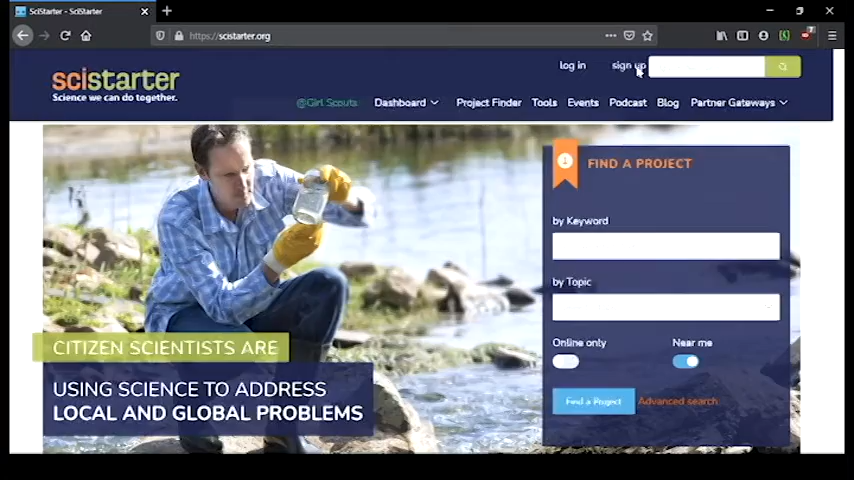 SciStarter - SciStarter
https://scistarter.org
log in
sign up
scistarter
Science we can do together.
@Girl Scouts
Dashboard
Project Finder
Tools
Events
Podcast
Blog
Partner Gateways
1
FIND A PROJECT
by Keyword
by Topic
Online only
Near me
Find a Project
Advanced search
CITIZEN SCIENTISTS ARE
USING SCIENCE TO ADDRESS
LOCAL AND GLOBAL PROBLEMS